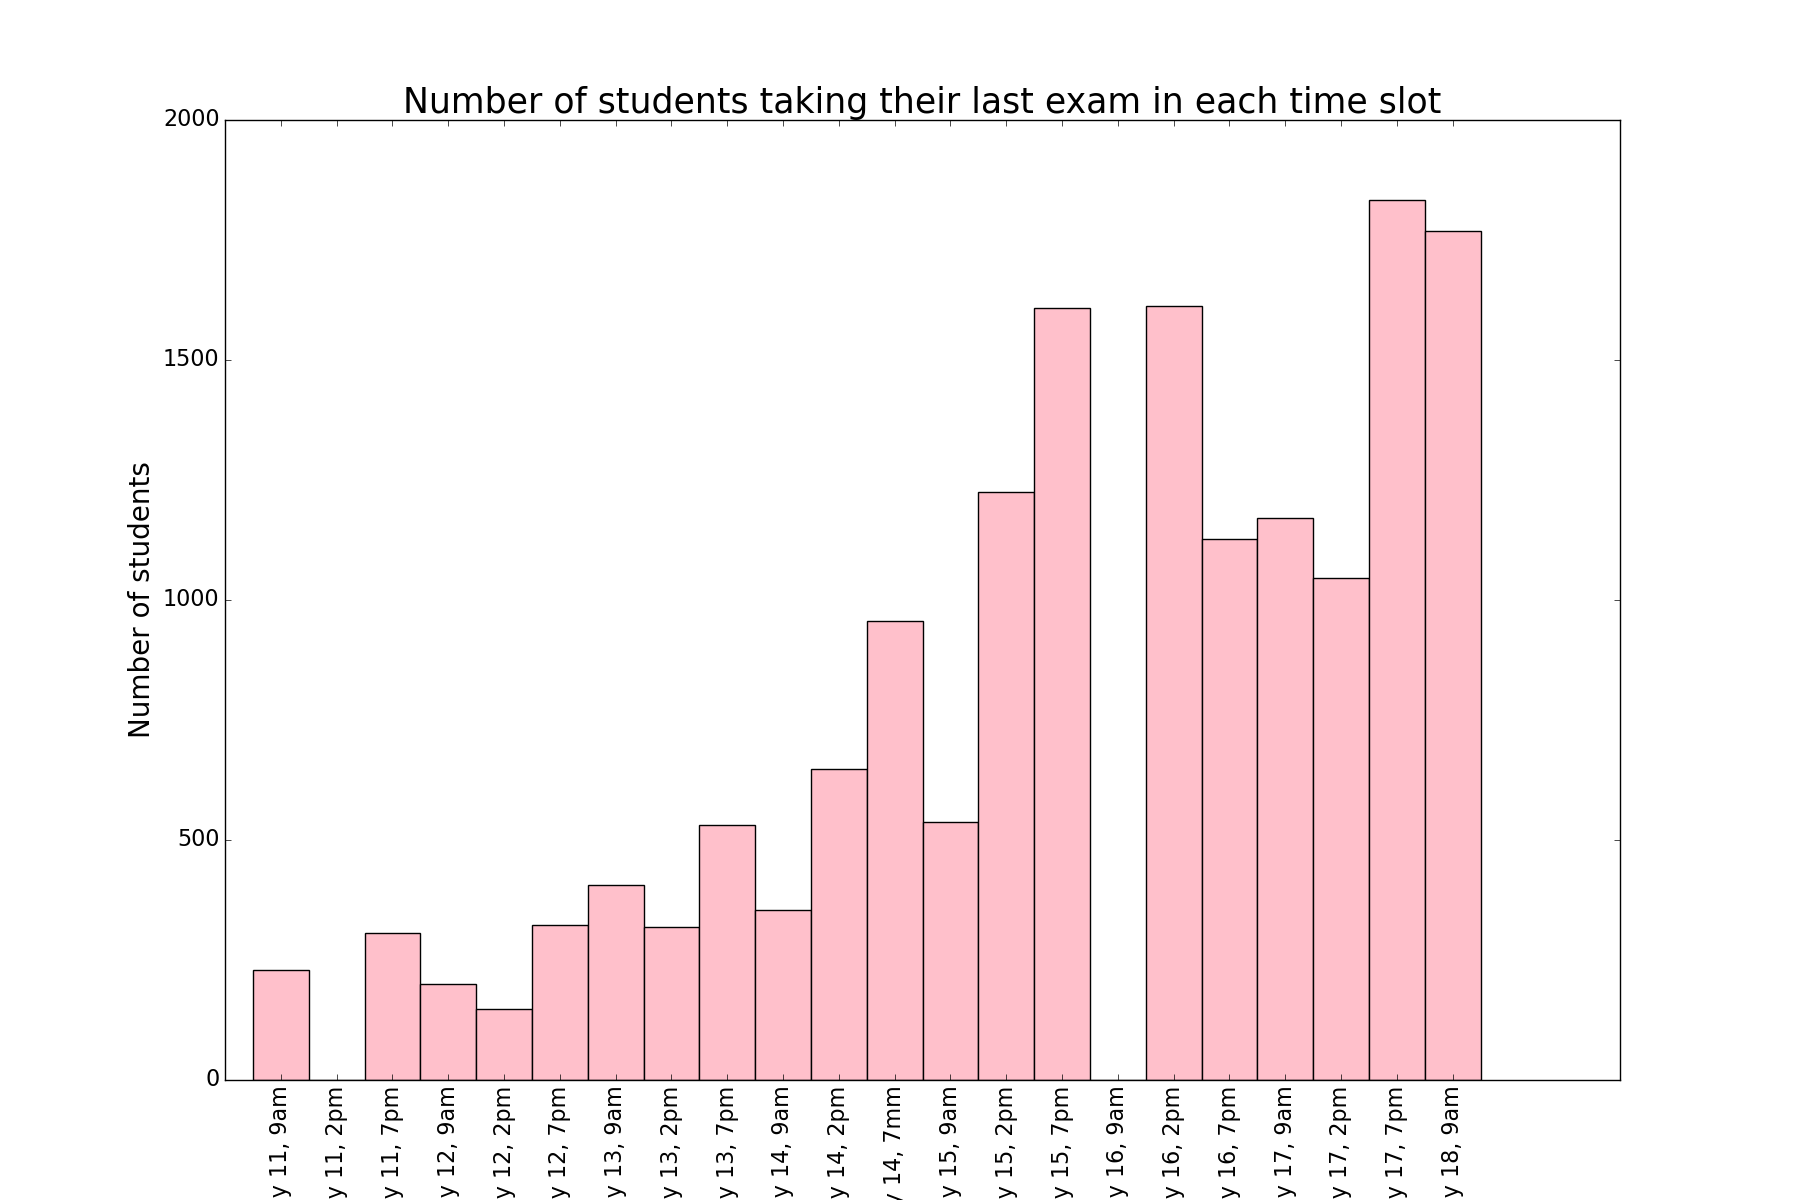 Number of students taking their last exam in each time slot
2000
1500
1000
500
0
Number of students
y 11, 9am
y 11, 2pm
y 11, 7pm
y 12, 9am
y 12, 2pm
y 12, 7pm
y 13, 9am
y 13, 2pm
y 13, 7pm
y 14, 9am
y 14, 2pm
y 14, 7mm
y 15, 9am
y 15, 2pm
y 15, 7pm
y 16, 9am
y 16, 2pm
y 16, 7pm
y 17, 9am
y 17, 2pm
y 17, 7pm
y 18, 9am